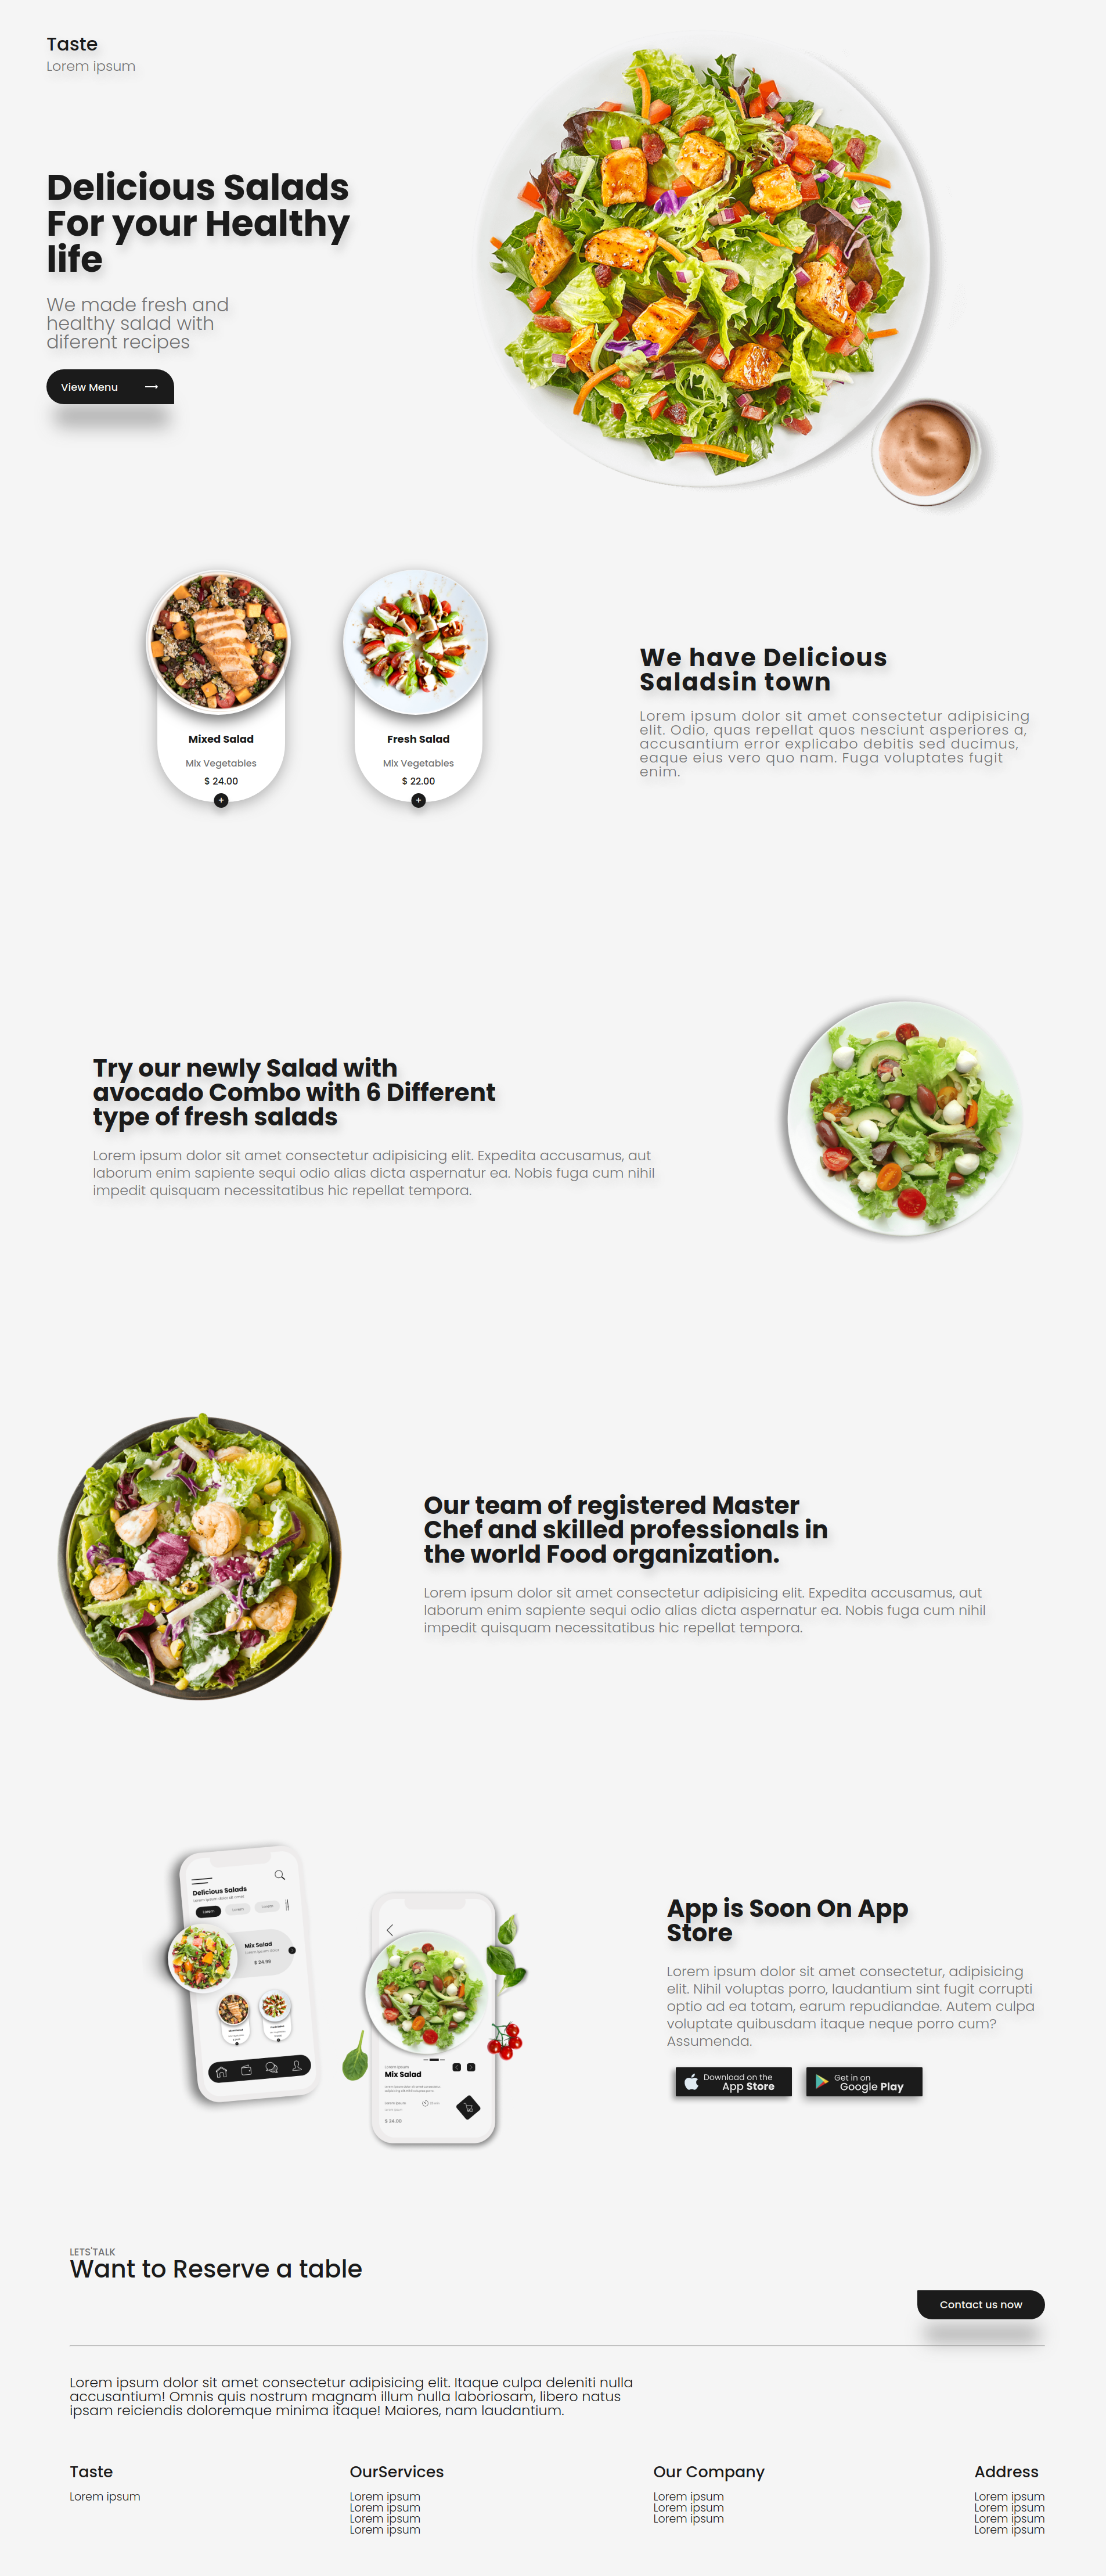 Taste
Lorem ipsum
Delicious Salads
For your Healthy
life
We made fresh and
healthy salad with
diferent recipes
View Menu
Mixed Salad
Mix Vegetables
$ 24.00
+
Fresh Salad
Mix Vegetables
$ 22.00
+
We have Delicious
Saladsin town
Lorem ipsum dolor sit amet consectetur adipisicing
elit. Odio, quas repellat quos nesciunt asperiores a,
accusantium error explicabo debitis sed ducimus,
eaque eius vero quo nam. Fuga voluptates fugit
enim.
Try our newly Salad with
avocado Combo with 6 Different
type of fresh salads
Lorem ipsum dolor sit amet consectetur adipisicing elit. Expedita accusamus, aut
laborum enim sapiente sequi odio alias dicta aspernatur ea. Nobis fuga cum nihil
impedit quisquam necessitatibus hic repellat tempora.
Our team of registered Master
Chef and skilled professionals in
the world Food organization.
Lorem ipsum dolor sit amet consectetur adipisicing elit. Expedita accusamus, aut
laborum enim sapiente sequi odio alias dicta aspernatur ea. Nobis fuga cum nihil
impedit quisquam necessitatibus hic repellat tempora.
Delicious Salads
Mix Salad
$ 24.00
Lorem ipsum
Mix Salad
$ 24.00
App is Soon On App
Store
Lorem ipsum dolor sit amet consectetur, adipisicing
elit. Nihil voluptas porro, laudantium sint fugit corrupti
optio ad ea totam, earum repudiandae. Autem culpa
voluptate quibusdam itaque neque porro cum?
Assumenda.
Download on the
App Store
Get in on
Google Play
LETS'TALK
Want to Reserve a table
Contact us now
Lorem ipsum dolor sit amet consectetur adipisicing elit. Itaque culpa deleniti nulla
accusantium! Omnis quis nostrum magnam illum nulla laboriosam, libero natus
ipsam reiciendis doloremque minima itaque! Maiores, nam laudantium.
Taste
Lorem ipsum
OurServices
Lorem ipsum
Lorem ipsum
Lorem ipsum
Lorem ipsum
Our Company
Lorem ipsum
Lorem ipsum
Lorem ipsum
Address
Lorem ipsum
Lorem ipsum
Lorem ipsum
Lorem ipsum